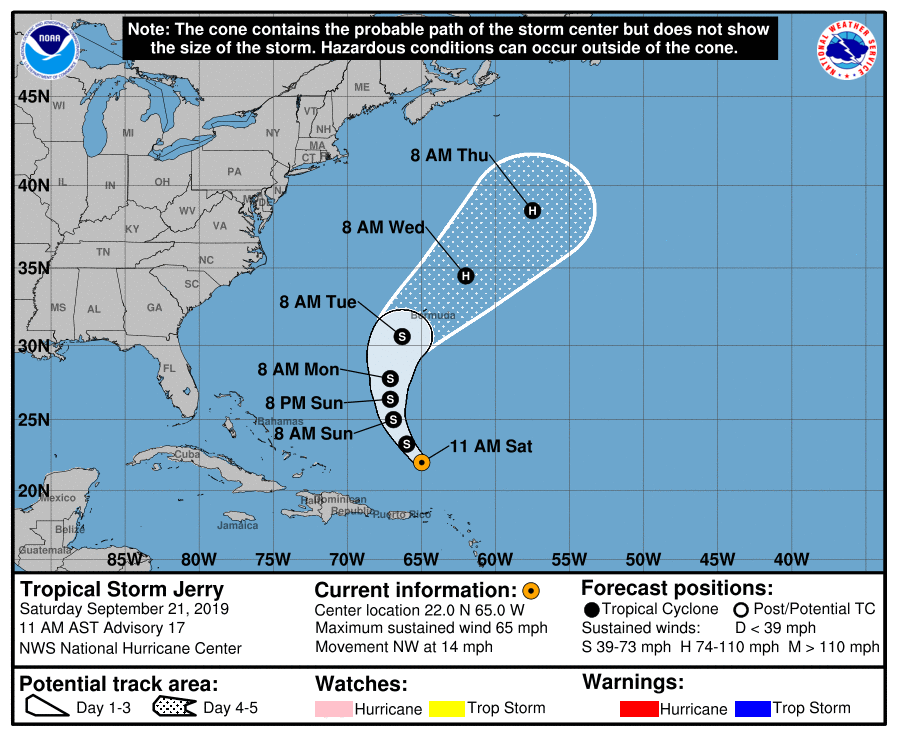 Note: The cone contains the probable path of the storm center but does not show
the size of the storm. Hazardous conditions can occur outside of the cone.
NOAA
NATIONAL WEATHER SERVICE
45N
40N
35N
30N
25N
20N
85W
80W
75W
70W
65W
60W
55W
50W
45W
40W
WI
MI
IL
IN
OH
KY
TN
MS
AL
GA
FL
SC
NC
VA
WV
PA
NY
VT
NH
MA
CT
ME
DE
Bermuda
Bahamas
Cuba
Jamaica
Haiti
Dominican
Republic
Puerto Rico
Mexico
Belize
Guatemala
8 AM Thu
8 AM Wed
8 AM Tue
8 AM Mon
8 PM Sun
8 AM Sun
11 AM Sat
H
H
S
S
S
S
S
Tropical Storm Jerry
Saturday September 21, 2019
11 AM AST Advisory 17
NWS National Hurricane Center
Current information:
Center location 22.0 N 65.0 W
Maximum sustained wind 65 mph
Movement NW at 14 mph
Forecast positions:
Tropical Cyclone Post/Potential TC
Sustained winds: D < 39 mph
S 39-73 mph H 74-110 mph M > 110 mph
Potential track area:
Day 1-3 Day 4-5
Watches:
Hurricane Trop Storm
Warnings:
Hurricane Trop Storm